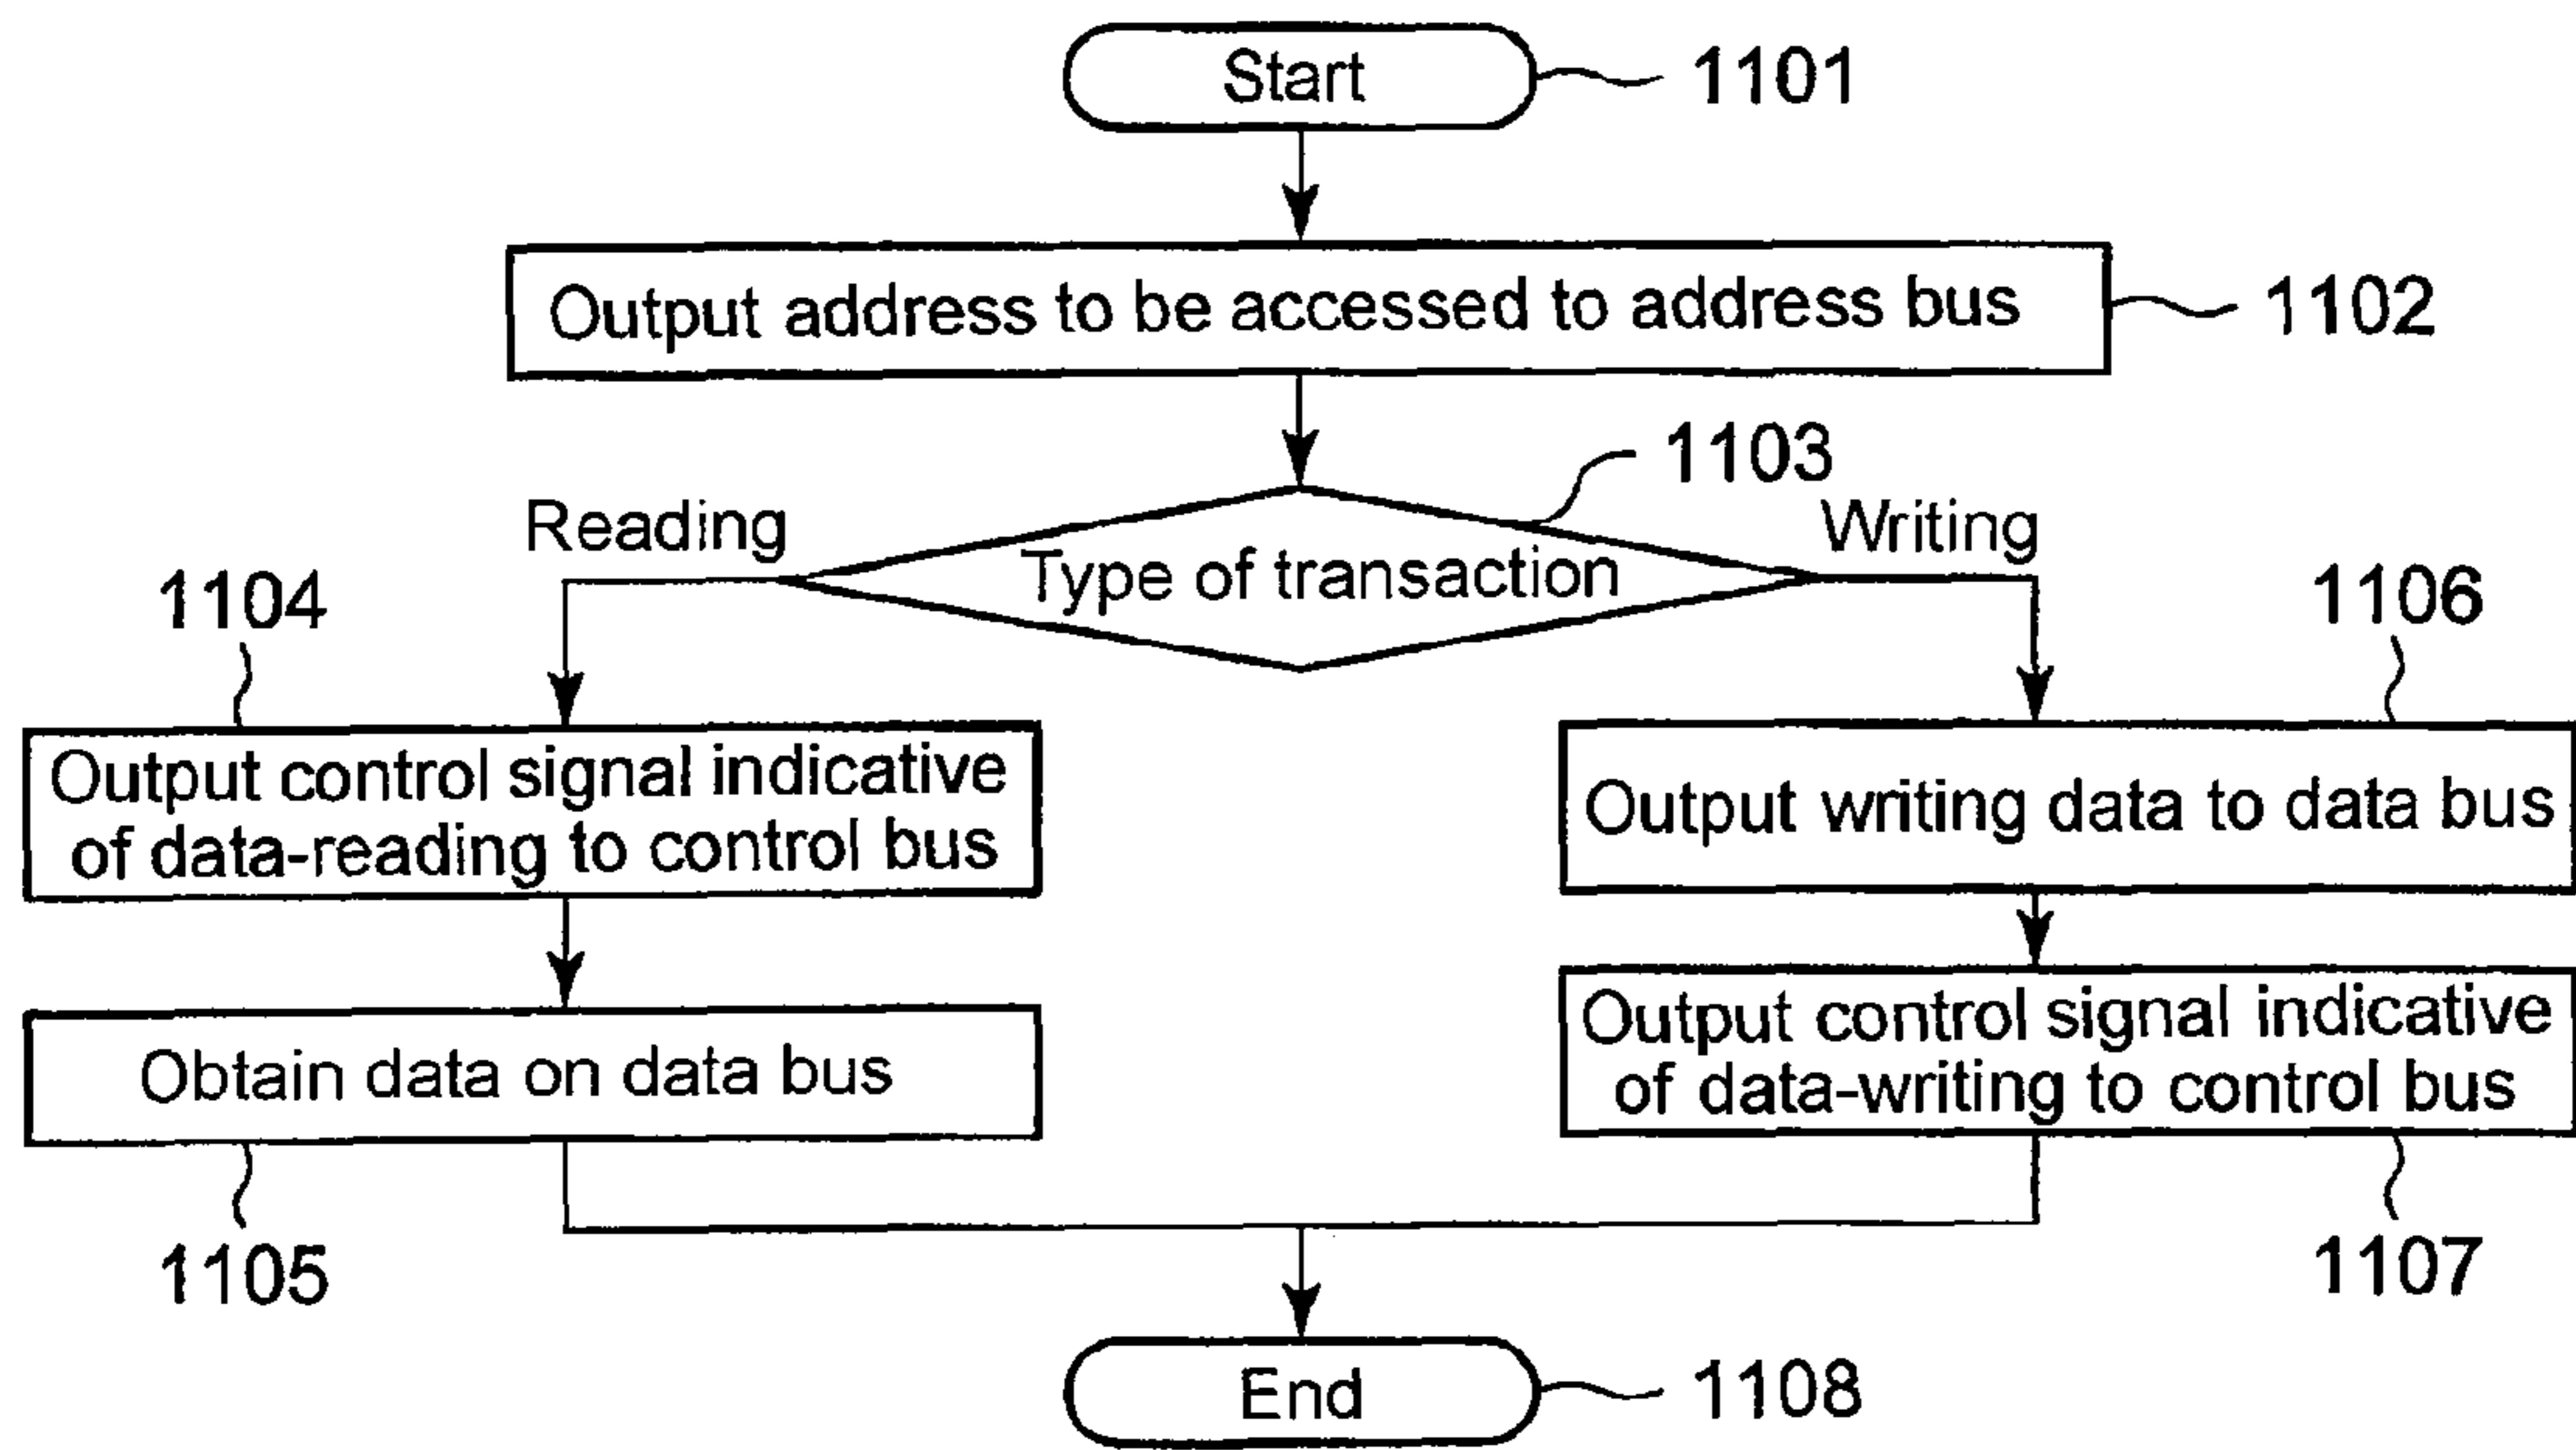 Start
1101
Output address to be accessed to address bus
1102
1103
Reading
Writing
Type of transaction
1104
1106
Output control signal indicative
of data-reading to control bus
Output writing data to data bus
Obtain data on data bus
Output control signal indicative
of data-writing to control bus
1105
1107
End
1108